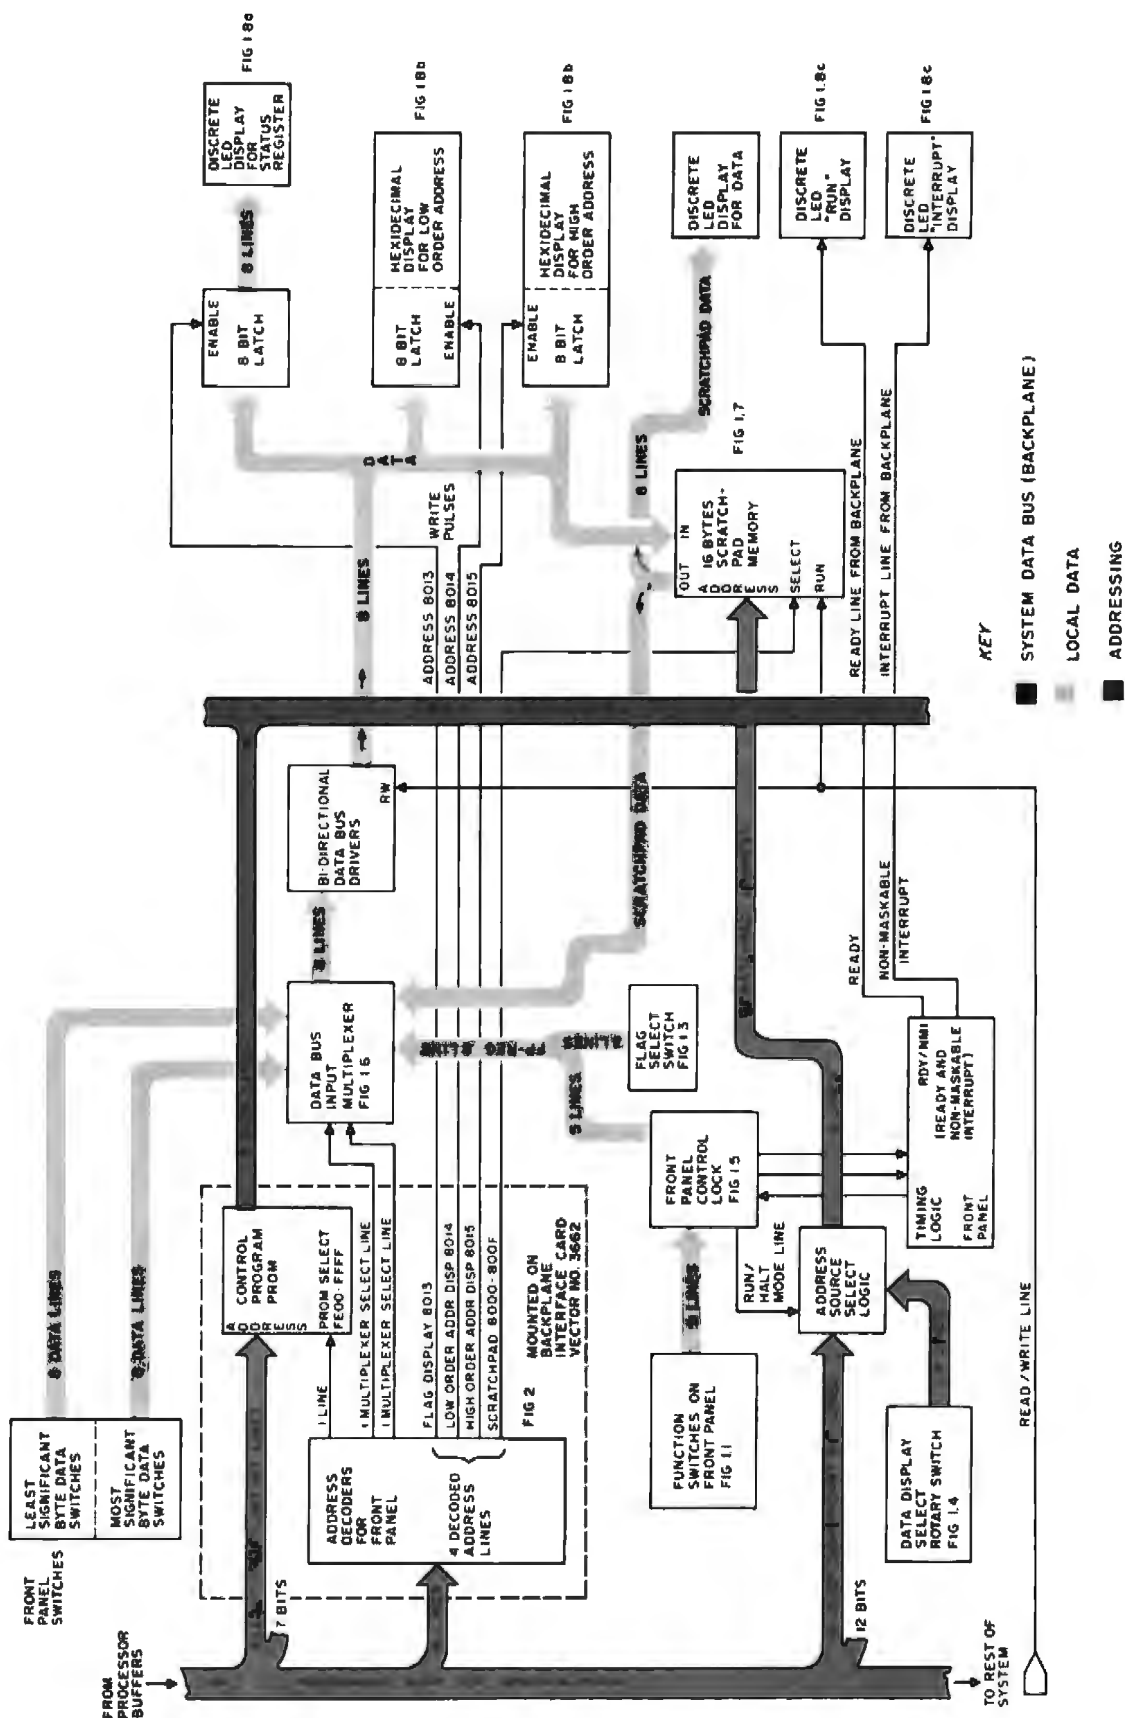 FROM
PROCESSOR
BUFFERS
FRONT
PANEL
SWITCHES
LEAST
SIGNIFICANT
BYTE DATA
SWITCHES
MOST
SIGNIFICANT
BYTE DATA
SWITCHES
8 DATA LINES
8 DATA LINES
7 BITS
CONTROL
PROGRAM
PROM
ADDRESS
PROM SELECT
FE00-FFFF
1 LINE
1 MULTIPLEXER SELECT LINE
1 MULTIPLEXER SELECT LINE
ADDRESS
DECODERS
FOR
FRONT
PANEL
4 DECODED
ADDRESS
LINES
FLAG DISPLAY 8013
LOW ORDER ADDR DISP 8014
HIGH ORDER ADDR DISP 8015
SCRATCHPAD 8000-800F
FIG 2
MOUNTED ON
BACKPLANE
INTERFACE CARD
VECTOR NO. 3662
DATA BUS
INPUT
MULTIPLEXER
FIG 1.6
8 LINES
BI-DIRECTIONAL
DATA BUS
DRIVERS
RW
8 LINES
DATA
WRITE
PULSES
ADDRESS 8013
ADDRESS 8014
ADDRESS 8015
ENABLE
8 BIT
LATCH
8 LINES
DISCRETE
LED
DISPLAY
FOR
STATUS
REGISTER
FIG 1 8a
8 BIT
LATCH
ENABLE
HEXIDECIMAL
DISPLAY
FOR LOW
ORDER ADDRESS
FIG 1 8b
ENABLE
8 BIT
LATCH
HEXIDECIMAL
DISPLAY
FOR HIGH
ORDER ADDRESS
FIG 1 8b
SCRATCHPAD DATA
8 LINES
SCRATCHPAD DATA
DISCRETE
LED
DISPLAY
FOR DATA
OUT IN
16 BYTES
SCRATCH-
PAD
MEMORY
ADDRESS
SELECT
RUN
FIG 1.7
FLAG
SELECT
SWITCH
FIG 1 3
5 LINES
FRONT
PANEL
CONTROL
LOCK
FIG 1 5
FUNCTION
SWITCHES ON
FRONT PANEL
FIG 1.1
RUN/
HALT
MODE LINE
ADDRESS
SOURCE
SELECT
LOGIC
12 BITS
DATA DISPLAY
SELECT
ROTARY SWITCH
FIG 1.4
RDY/NMI
(READY AND
NON-MASKABLE
INTERRUPT)
TIMING
LOGIC
FRONT
PANEL
READY
NON-MASKABLE
INTERRUPT
READY LINE FROM BACKPLANE
INTERRUPT LINE FROM BACKPLANE
DISCRETE
LED
"RUN"
DISPLAY
FIG 1.8c
DISCRETE
LED
"INTERRUPT"
DISPLAY
FIG 1 8c
READ/WRITE LINE
TO REST OF
SYSTEM
KEY
SYSTEM DATA BUS (BACKPLANE)
LOCAL DATA
ADDRESSING